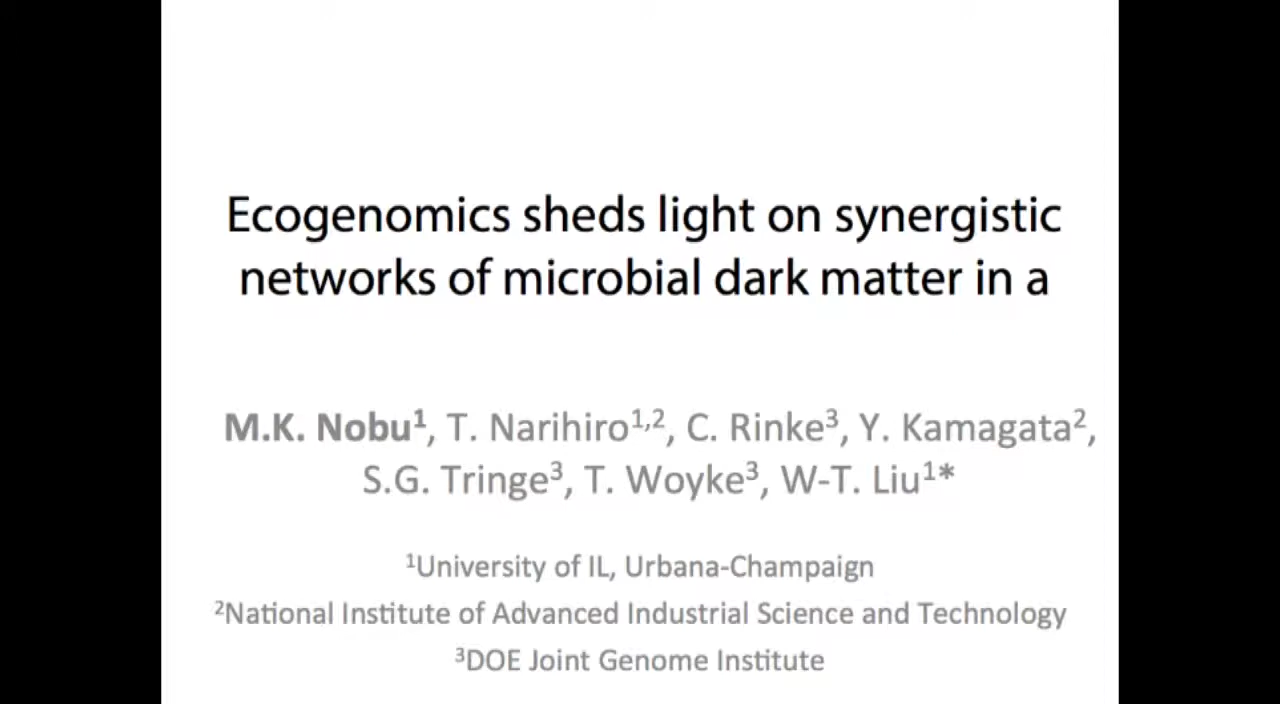 Ecogenomics sheds light on synergistic
networks of microbial dark matter in a
M.K. Nobu¹, T. Narihiro¹,², C. Rinke³, Y. Kamagata²,
S.G. Tringe³, T. Woyke³, W-T. Liu¹*
¹University of IL, Urbana-Champaign
²National Institute of Advanced Industrial Science and Technology
³DOE Joint Genome Institute